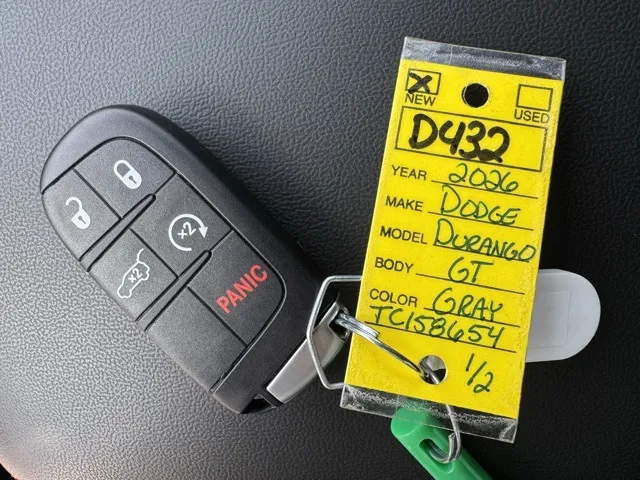 NEW USED
D432
YEAR 2026
MAKE DODGE
MODEL DURANGO
BODY GT
COLOR GRAY
TC158654
1/2
x2
x2
PANIC